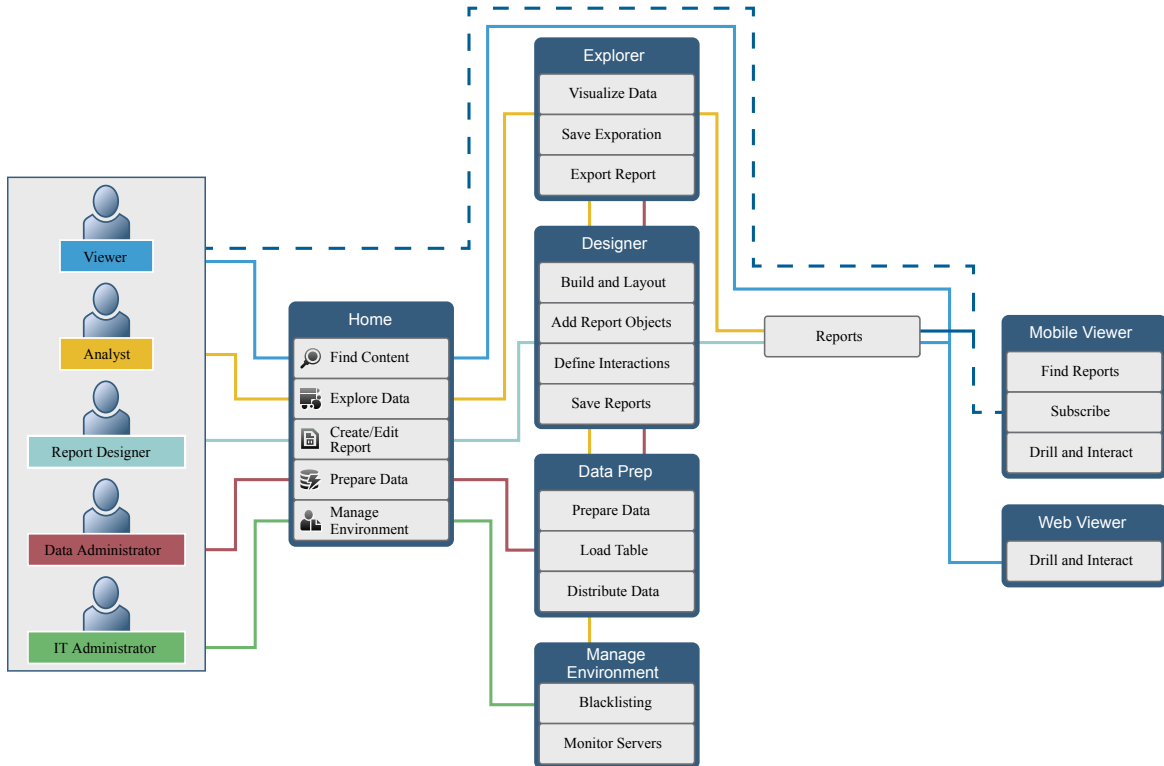 Viewer
Analyst
Report Designer
Data Administrator
IT Administrator
Home
Find Content
Explore Data
Create/Edit
Report
Prepare Data
Manage
Environment
Explorer
Visualize Data
Save Exporation
Export Report
Designer
Build and Layout
Add Report Objects
Define Interactions
Save Reports
Data Prep
Prepare Data
Load Table
Distribute Data
Manage
Environment
Blacklisting
Monitor Servers
Reports
Mobile Viewer
Find Reports
Subscribe
Drill and Interact
Web Viewer
Drill and Interact